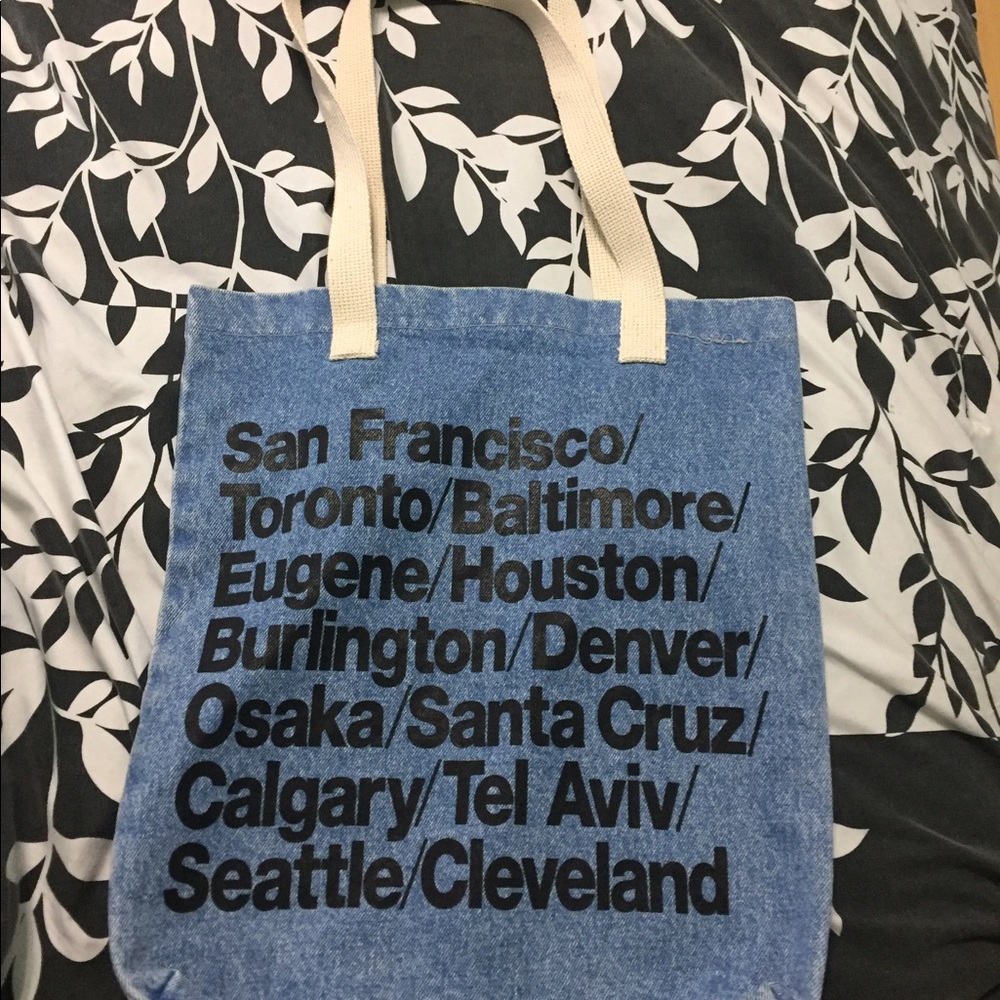 San Francisco/
Toronto/Baltimore/
Eugene/Houston/
Burlington/Denver/
Osaka/Santa Cruz/
Calgary/Tel Aviv/
Seattle/Cleveland